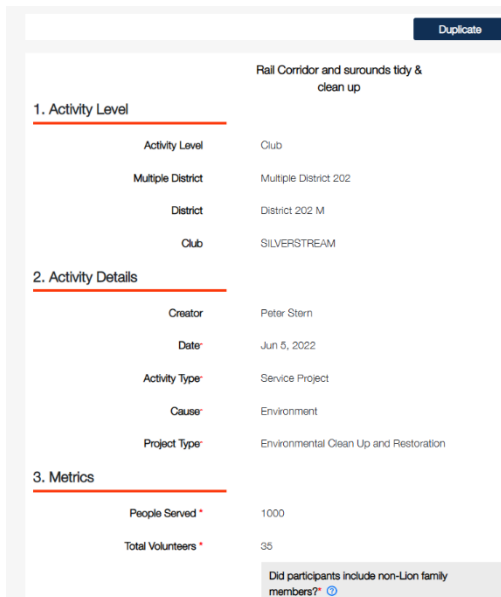 Duplicate
Rail Corridor and surounds tidy &
clean up
1. Activity Level
Activity Level Club
Multiple District Multiple District 202
District District 202 M
Club SILVERSTREAM
2. Activity Details
Creator Peter Stern
Date* Jun 5, 2022
Activity Type* Service Project
Cause* Environment
Project Type* Environmental Clean Up and Restoration
3. Metrics
People Served * 1000
Total Volunteers * 35
Did participants include non-Lion family
members?* ?